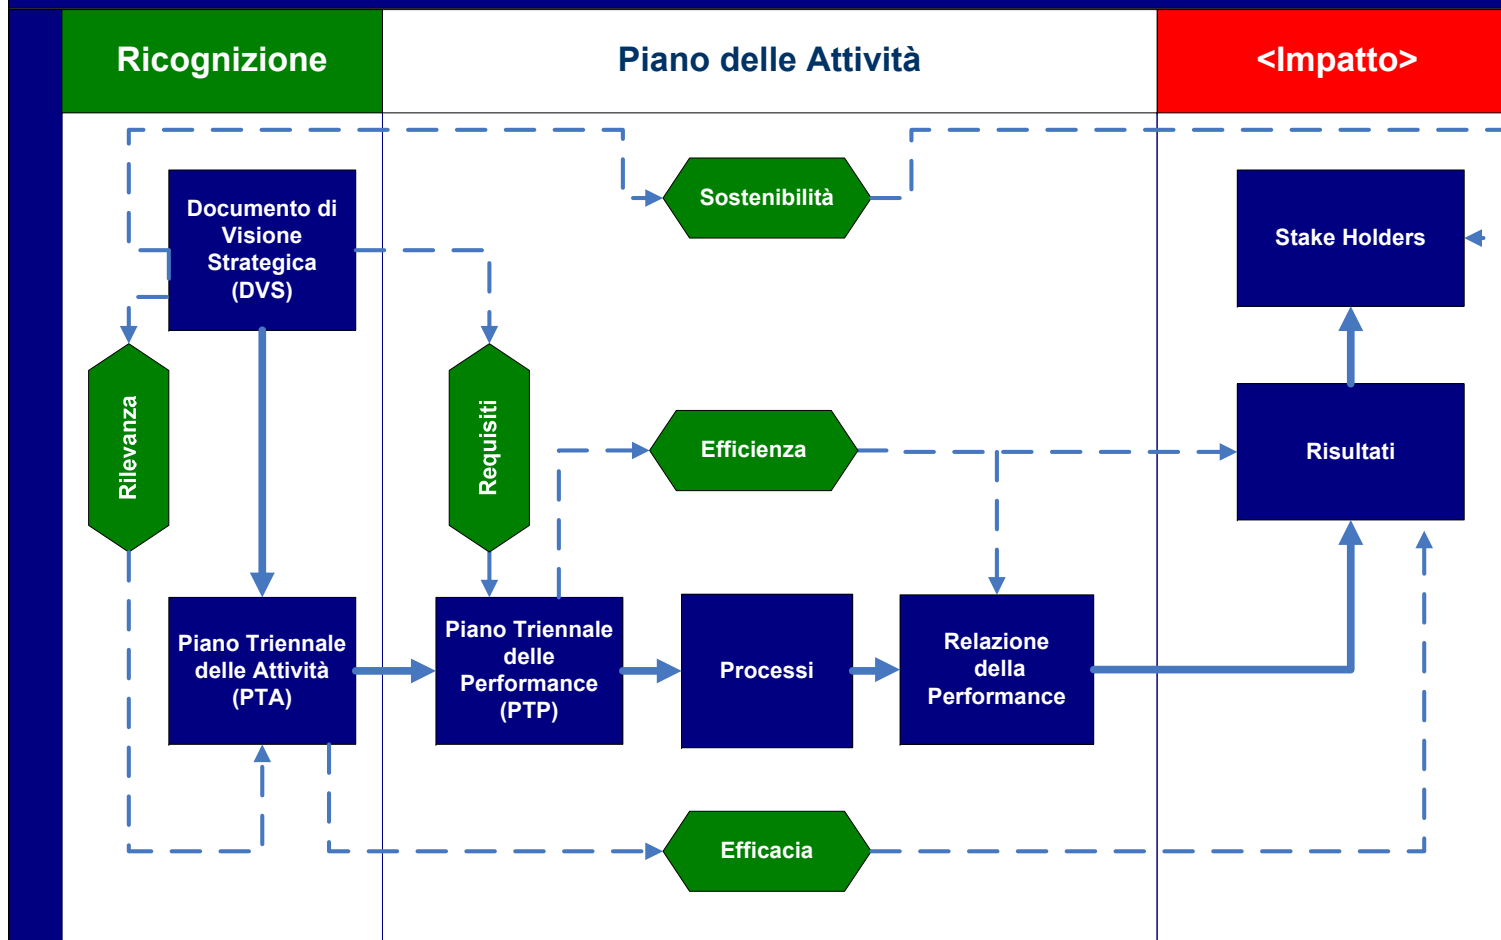 Ricognizione
Piano delle Attività
<Impatto>
Sostenibilità
Documento di
Visione
Strategica
(DVS)
Stake Holders
Rilevanza
Requisiti
Efficienza
Risultati
Piano Triennale
delle Attività
(PTA)
Piano Triennale
delle
Performance
(PTP)
Processi
Relazione
della
Performance
Efficacia